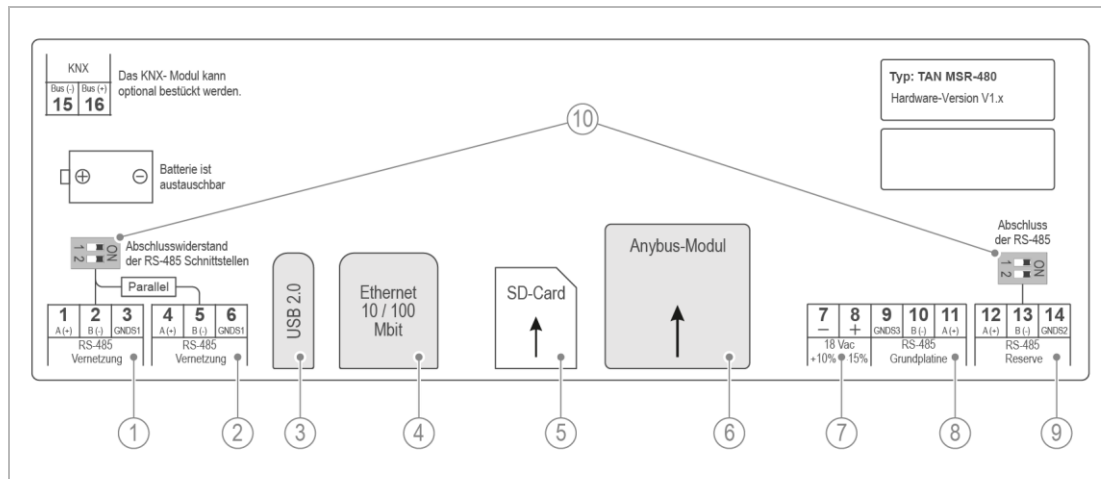 KNX
Bus (-) Bus (+)
15 16
Das KNX- Modul kann
optional bestückt werden.
Typ: TAN MSR-480
Hardware-Version V1.x
10
Batterie ist
austauschbar
1 2 ON
Abschlusswiderstand
der RS-485 Schnittstellen
Parallel
1 2 3
A (+) B (-) GNDS1
RS-485
Vernetzung
4 5 6
A (+) B (-) GNDS1
RS-485
Vernetzung
USB 2.0
Ethernet
10 / 100
Mbit
SD-Card
Anybus-Modul
7 8
− +
18 Vac
+10% 15%
9 10 11
GNDS3 B (-) A (+)
RS-485
Grundplatine
Abschluss
der RS-485
1 2 ON
12 13 14
A (+) B (-) GNDS2
RS-485
Reserve
1 2 3 4 5 6 7 8 9